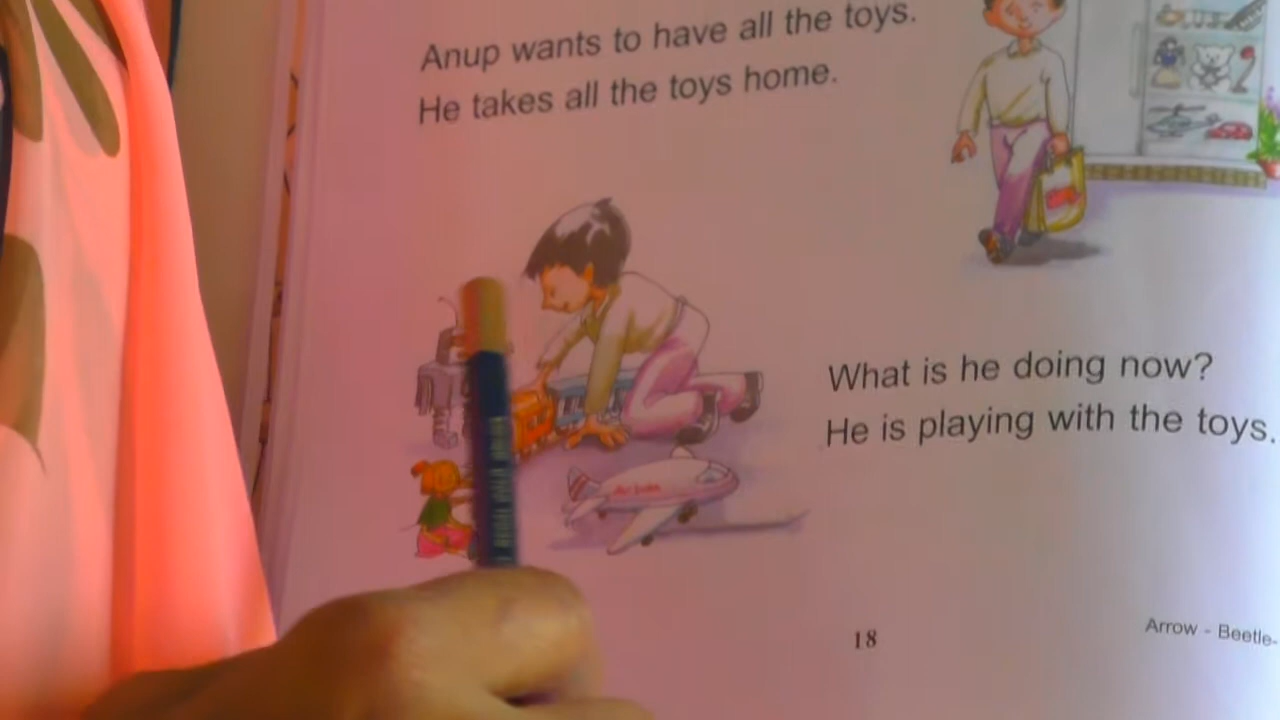 Anup wants to have all the toys.
He takes all the toys home.
What is he doing now?
He is playing with the toys.
18
Arrow - Beetle-